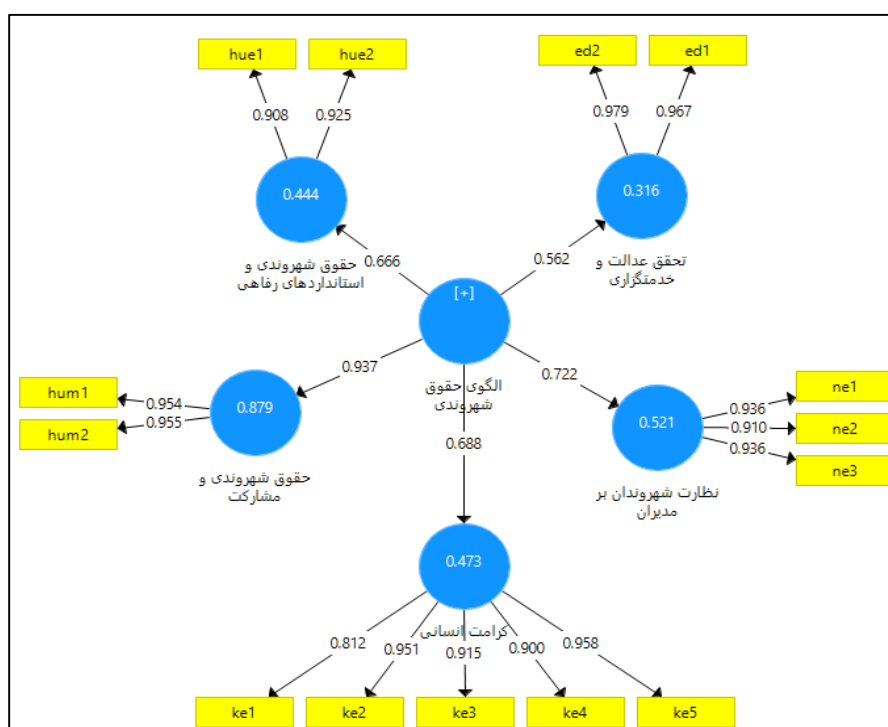 hue1
hue2
ed2
ed1
0.908
0.925
0.979
0.967
0.444
0.316
حقوق شهروندی و
استانداردهای رفاهی
0.666
0.562
تحقق عدالت و
خدمتگزاری
[+]
الگوی حقوق
شهروندی
0.937
0.722
0.688
hum1
hum2
0.954
0.955
0.879
حقوق شهروندی و
مشارکت
0.521
نظارت شهروندان بر
مدیران
0.936
0.910
0.936
ne1
ne2
ne3
0.473
کرامت انسانی
0.812
0.951
0.915
0.900
0.958
ke1
ke2
ke3
ke4
ke5